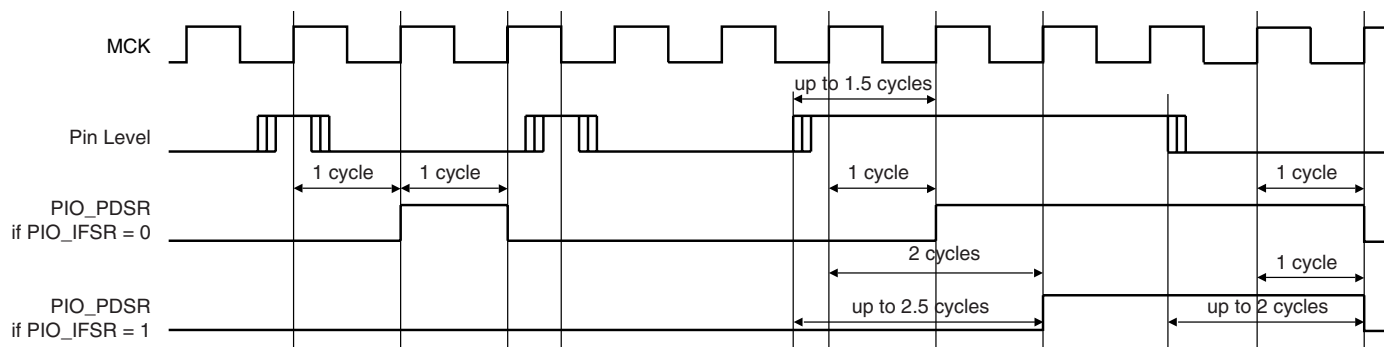 MCK
up to 1.5 cycles
Pin Level
1 cycle
1 cycle
1 cycle
1 cycle
PIO_PDSR
if PIO_IFSR = 0
2 cycles
1 cycle
PIO_PDSR
if PIO_IFSR = 1
up to 2.5 cycles
up to 2 cycles